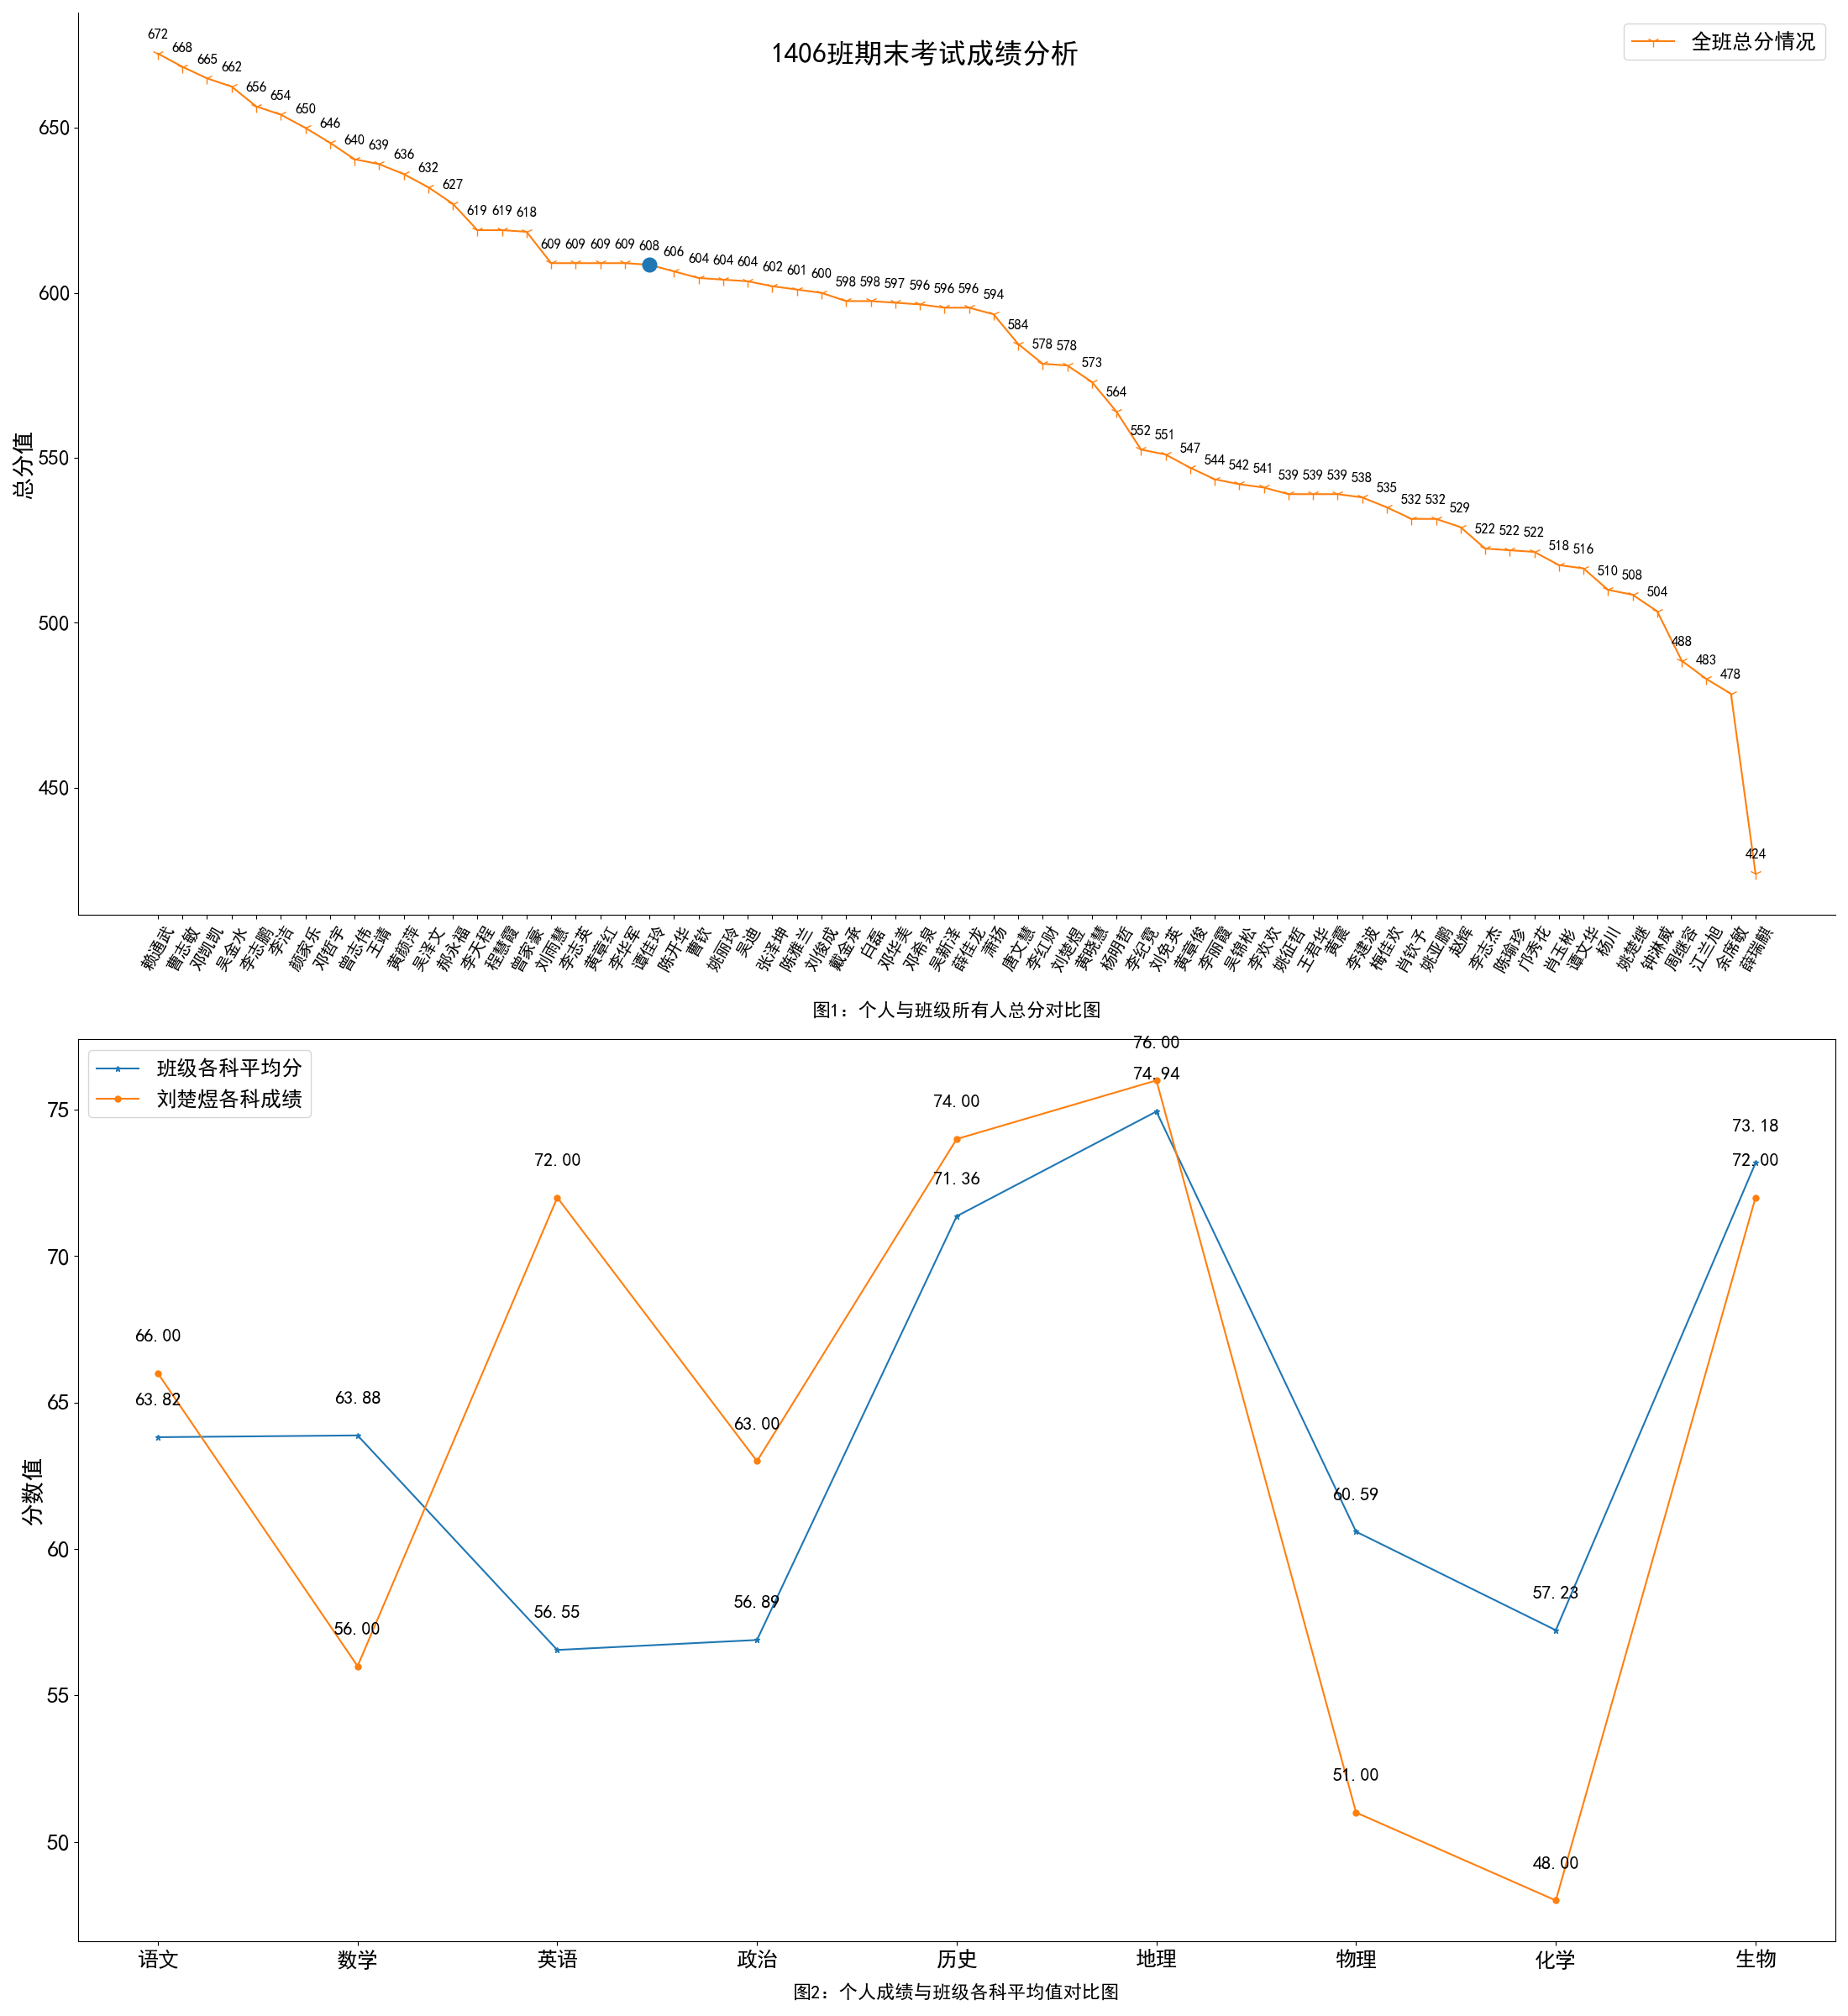 1406班期末考试成绩分析
全班总分情况
总分值
650
600
550
500
450
672 668 665 662 656 654 650 646 640 639 636 632 627 619 619 618 609 609 609 609 608 606 604 604 604 602 601 600 598 598 597 596 596 596 594 584 578 578 573 564 552 551 547 544 542 541 539 539 539 538 535 532 532 529 522 522 522 518 516 510 508 504 488 483 478 424
赖通武 曹志敏 邓凯凯 吴金水 李志鹏 李洁 颜家乐 邓哲宇 曾志伟 王靖 黄颜萍 吴泽文 郝永福 李天程 程慧霞 曾家豪 刘雨慧 李志英 黄章红 李华军 谭佳玲 陈开华 曹钦 姚丽玲 吴迪 张泽坤 陈雅兰 刘俊成 戴金承 白磊 邓华美 邓希泉 吴新泽 薛佳龙 萧扬 唐文慧 李红财 刘楚煜 黄晓慧 杨明哲 李纪霓 刘免英 黄章俊 李丽霞 吴锦松 李欢欢 姚征哲 王君华 黄震 李建波 梅佳欢 肖钦予 姚亚鹏 赵辉 李志杰 陈瑜珍 邝秀花 肖玉彬 谭文华 杨川 姚楚继 钟淋威 周继容 江兰旭 余席敏 薛瑞麒
图1：个人与班级所有人总分对比图
班级各科平均分
刘楚煜各科成绩
分数值
75
70
65
60
55
50
66.00 56.00 72.00 63.00 74.00 76.00 51.00 48.00 72.00
63.82 63.88 56.55 56.89 71.36 74.94 60.59 57.23 73.18
语文 数学 英语 政治 历史 地理 物理 化学 生物
图2：个人成绩与班级各科平均值对比图